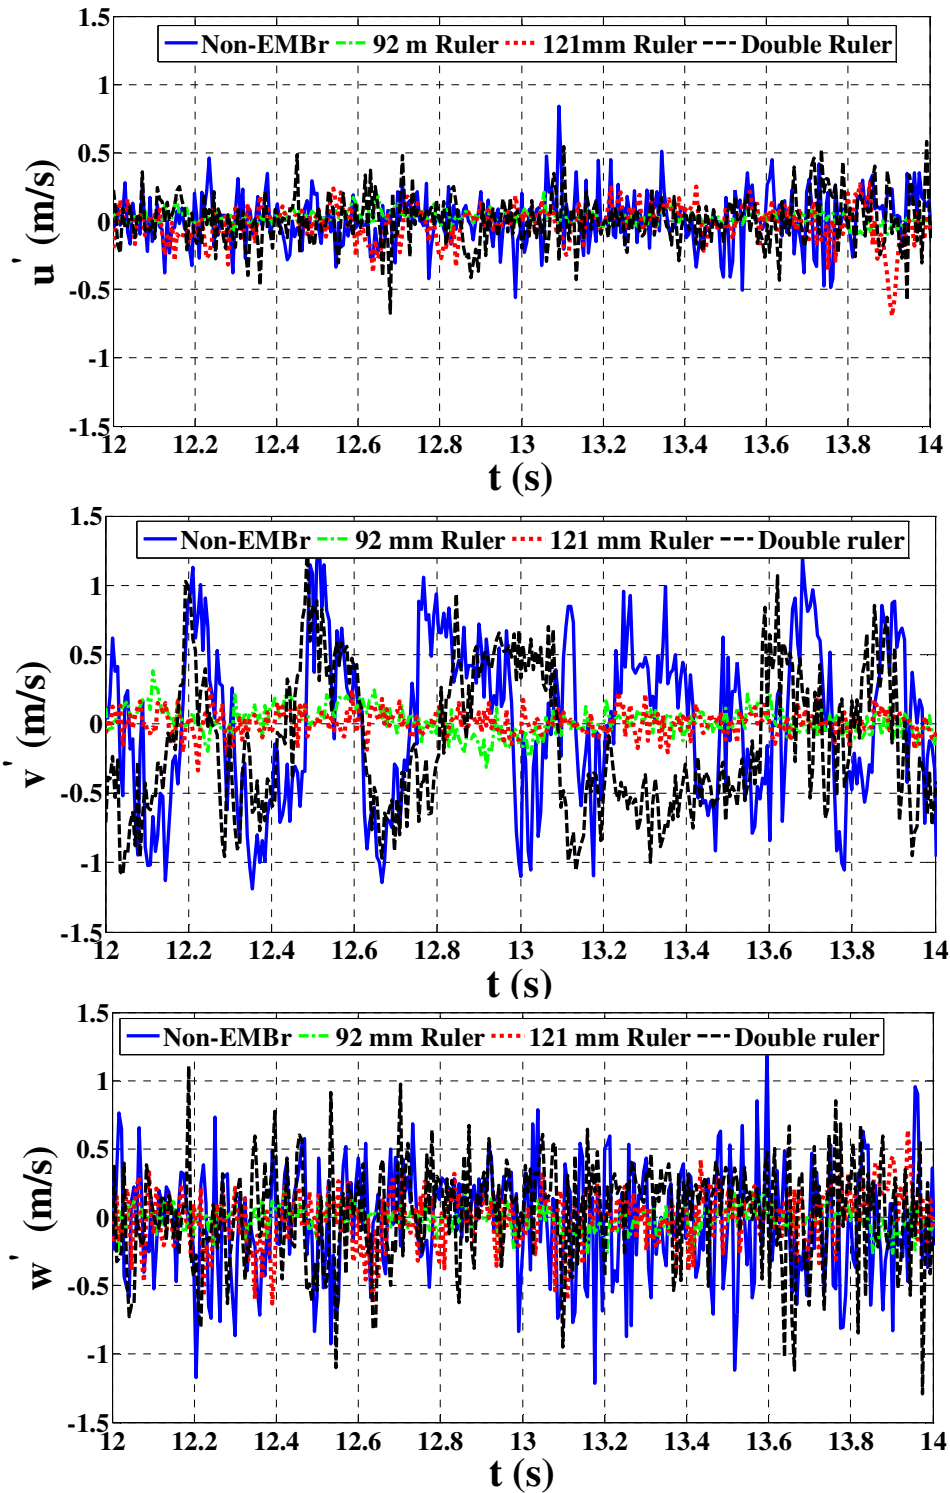 1.5
Non-EMBr 92 m Ruler 121mm Ruler Double Ruler
1
0.5
0
-0.5
-1
-1.5
u' (m/s)
12 12.2 12.4 12.6 12.8 13 13.2 13.4 13.6 13.8 14
t (s)
1.5
Non-EMBr 92 mm Ruler 121 mm Ruler Double ruler
1
0.5
0
-0.5
-1
-1.5
v' (m/s)
12 12.2 12.4 12.6 12.8 13 13.2 13.4 13.6 13.8 14
t (s)
1.5
Non-EMBr 92 mm Ruler 121 mm Ruler Double ruler
1
0.5
0
-0.5
-1
-1.5
w' (m/s)
12 12.2 12.4 12.6 12.8 13 13.2 13.4 13.6 13.8 14
t (s)